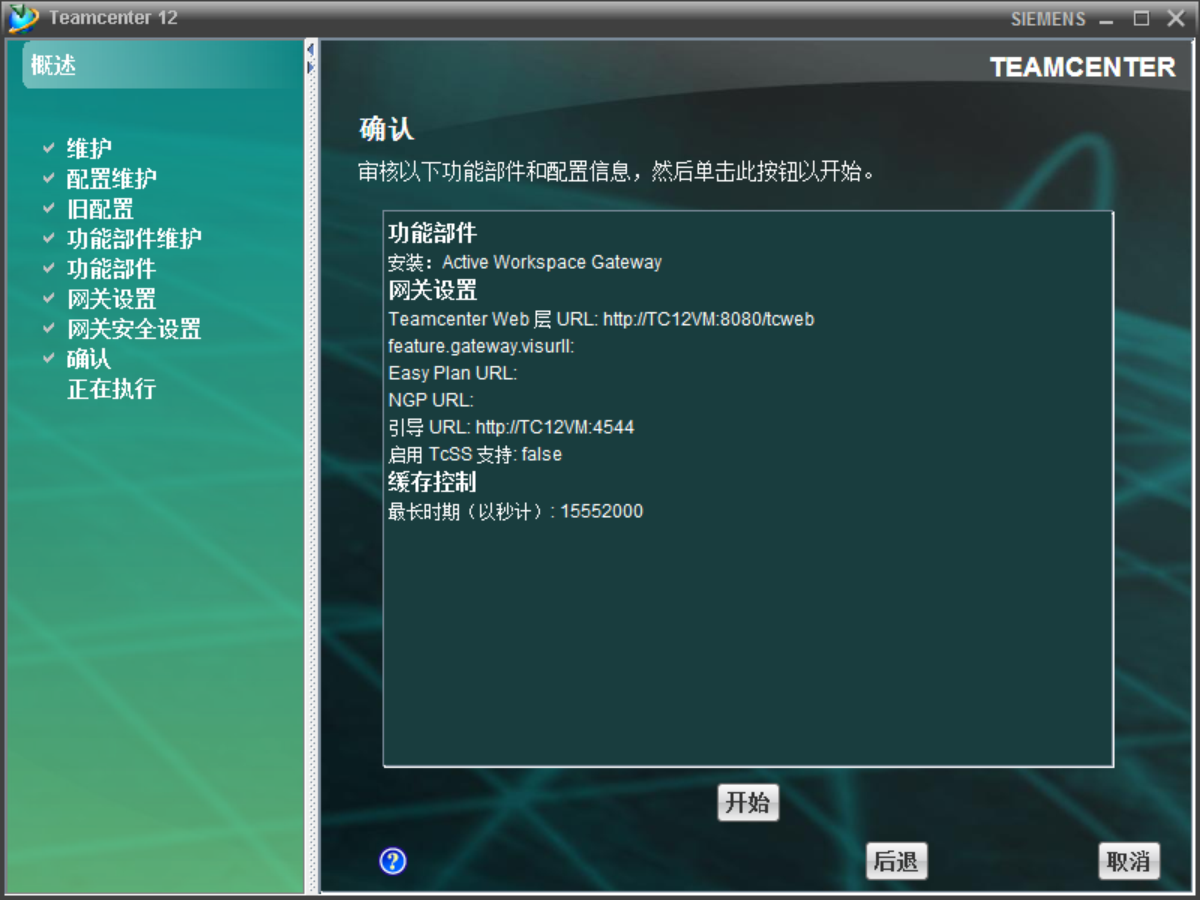 Teamcenter 12
SIEMENS
概述
维护
配置维护
旧配置
功能部件维护
功能部件
网关设置
网关安全设置
确认
正在执行
TEAMCENTER
确认
审核以下功能部件和配置信息，然后单击此按钮以开始。
功能部件
安装：Active Workspace Gateway
网关设置
Teamcenter Web 层 URL: http://TC12VM:8080/tcweb
feature.gateway.visurll:
Easy Plan URL:
NGP URL:
引导 URL: http://TC12VM:4544
启用 TcSS 支持: false
缓存控制
最长时期（以秒计）: 15552000
开始
?
后退
取消